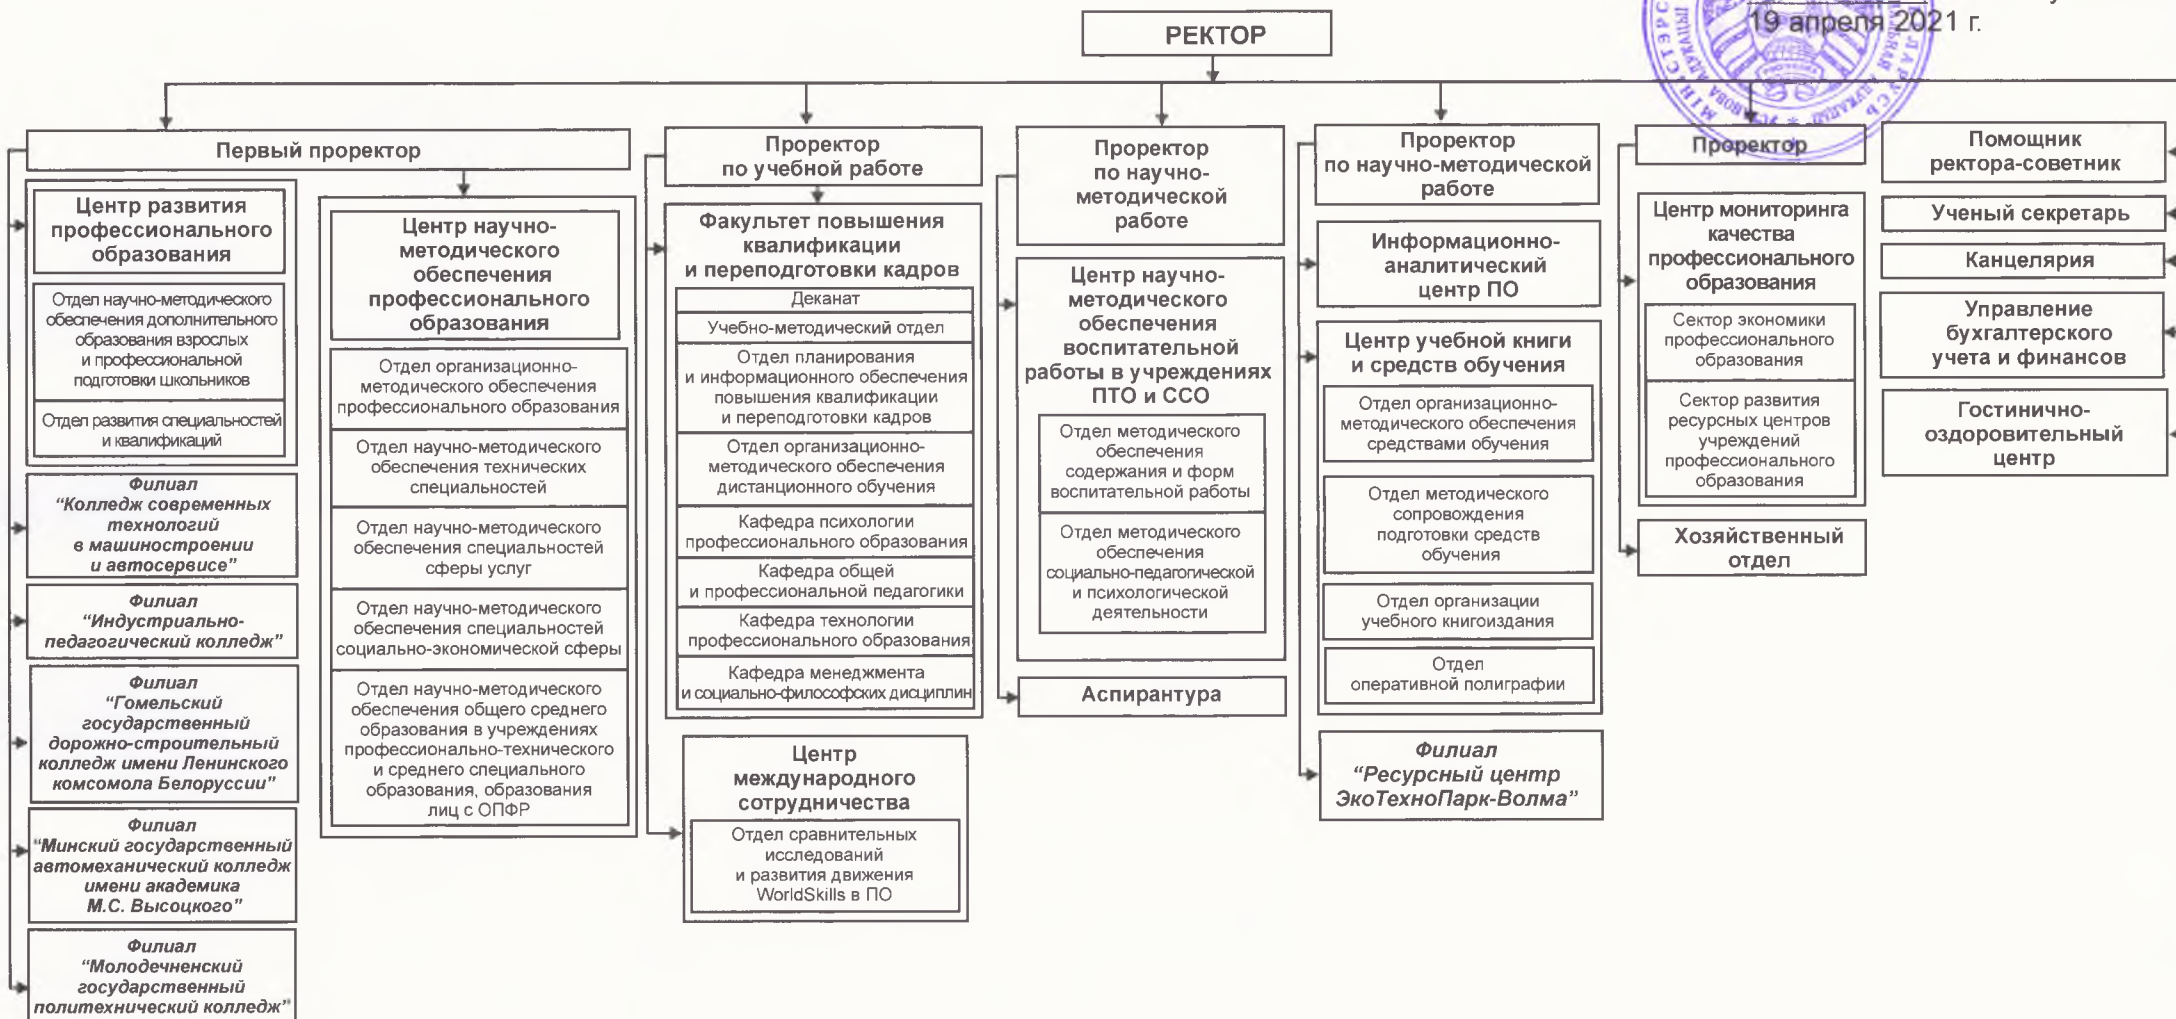 РЕКТОР
19 апреля 2021 г.
Первый проректор
Центр развития
профессионального
образования
Отдел научно-методического
обеспечения дополнительного
образования взрослых
и профессиональной
подготовки школьников
Отдел развития специальностей
и квалификаций
Филиал
“Колледж современных
технологий
в машиностроении
и автосервисе”
Филиал
“Индустриально-
педагогический колледж”
Филиал
“Гомельский
государственный
дорожно-строительный
колледж имени Ленинского
комсомола Белоруссии”
Филиал
“Минский государственный
автомеханический колледж
имени академика
М.С. Высоцкого”
Филиал
“Молодечненский
государственный
политехнический колледж”
Центр научно-
методического
обеспечения
профессионального
образования
Отдел организационно-
методического обеспечения
профессионального образования
Отдел научно-методического
обеспечения технических
специальностей
Отдел научно-методического
обеспечения специальностей
сферы услуг
Отдел научно-методического
обеспечения специальностей
социально-экономической сферы
Отдел научно-методического
обеспечения общего среднего
образования в учреждениях
профессионально-технического
и среднего специального
образования, образования
лиц с ОПФР
Проректор
по учебной работе
Факультет повышения
квалификации
и переподготовки кадров
Деканат
Учебно-методический отдел
Отдел планирования
и информационного обеспечения
повышения квалификации
и переподготовки кадров
Отдел организационно-
методического обеспечения
дистанционного обучения
Кафедра психологии
профессионального образования
Кафедра общей
и профессиональной педагогики
Кафедра технологии
профессионального образования
Кафедра менеджмента
и социально-философских дисциплин
Центр
международного
сотрудничества
Отдел сравнительных
исследований
и развития движения
WorldSkills в ПО
Проректор
по научно-
методической
работе
Центр научно-
методического
обеспечения
воспитательной
работы в учреждениях
ПТО и ССО
Отдел методического
обеспечения
содержания и форм
воспитательной работы
Отдел методического
обеспечения
социально-педагогической
и психологической
деятельности
Аспирантура
Проректор
по научно-методической
работе
Информационно-
аналитический
центр ПО
Центр учебной книги
и средств обучения
Отдел организационно-
методического обеспечения
средствами обучения
Отдел методического
сопровождения
подготовки средств
обучения
Отдел организации
учебного книгоиздания
Отдел
оперативной полиграфии
Филиал
“Ресурсный центр
ЭкоТехноПарк-Волма”
Проректор
Центр мониторинга
качества
профессионального
образования
Сектор экономики
профессионального
образования
Сектор развития
ресурсных центров
учреждений
профессионального
образования
Хозяйственный
отдел
Помощник
ректора-советник
Ученый секретарь
Канцелярия
Управление
бухгалтерского
учета и финансов
Гостинично-
оздоровительный
центр